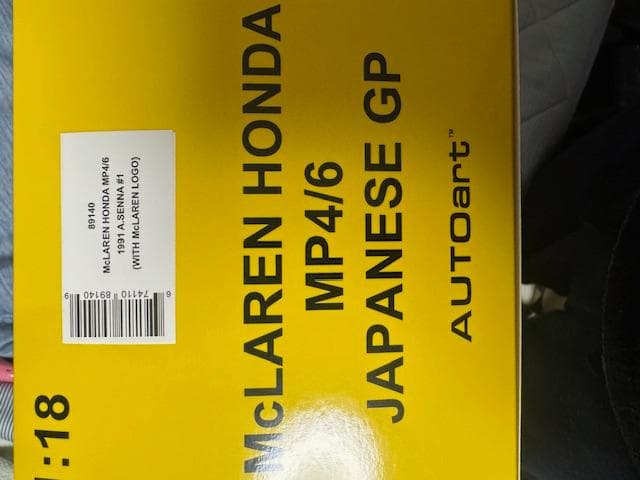 89140
McLAREN HONDA MP4/6
1991 A.SENNA #1
(WITH McLAREN LOGO)
6 74110 89140 9
1:18
McLAREN HONDA
MP4/6
JAPANESE GP
AUTOart™